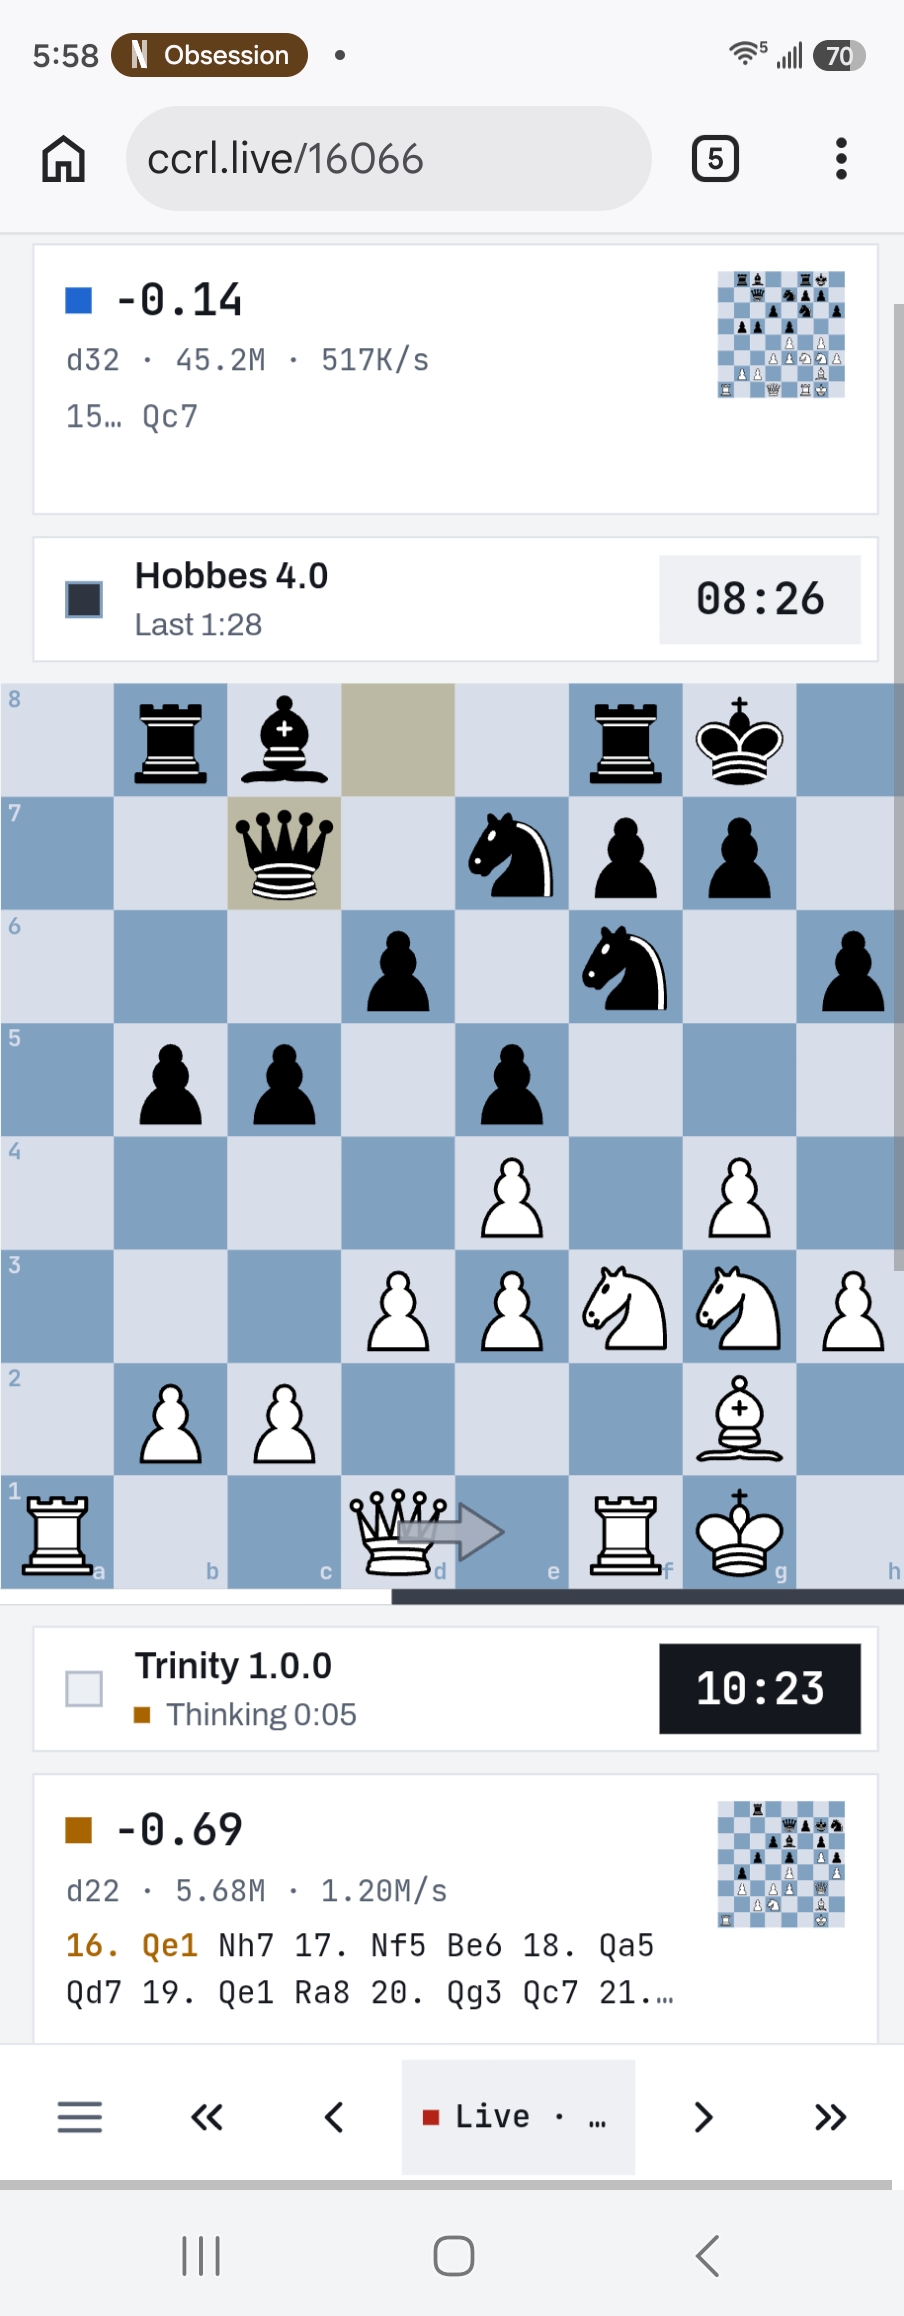 5:58 N Obsession 5 70
ccrl.live/16066 5
-0.14
d32 · 45.2M · 517K/s
15… Qc7
Hobbes 4.0
Last 1:28
08:26
8
7
6
5
4
3
2
1
a b c d e f g h
Trinity 1.0.0
Thinking 0:05
10:23
-0.69
d22 · 5.68M · 1.20M/s
16. Qe1 Nh7 17. Nf5 Be6 18. Qa5
Qd7 19. Qe1 Ra8 20. Qg3 Qc7 21.…
Live · …